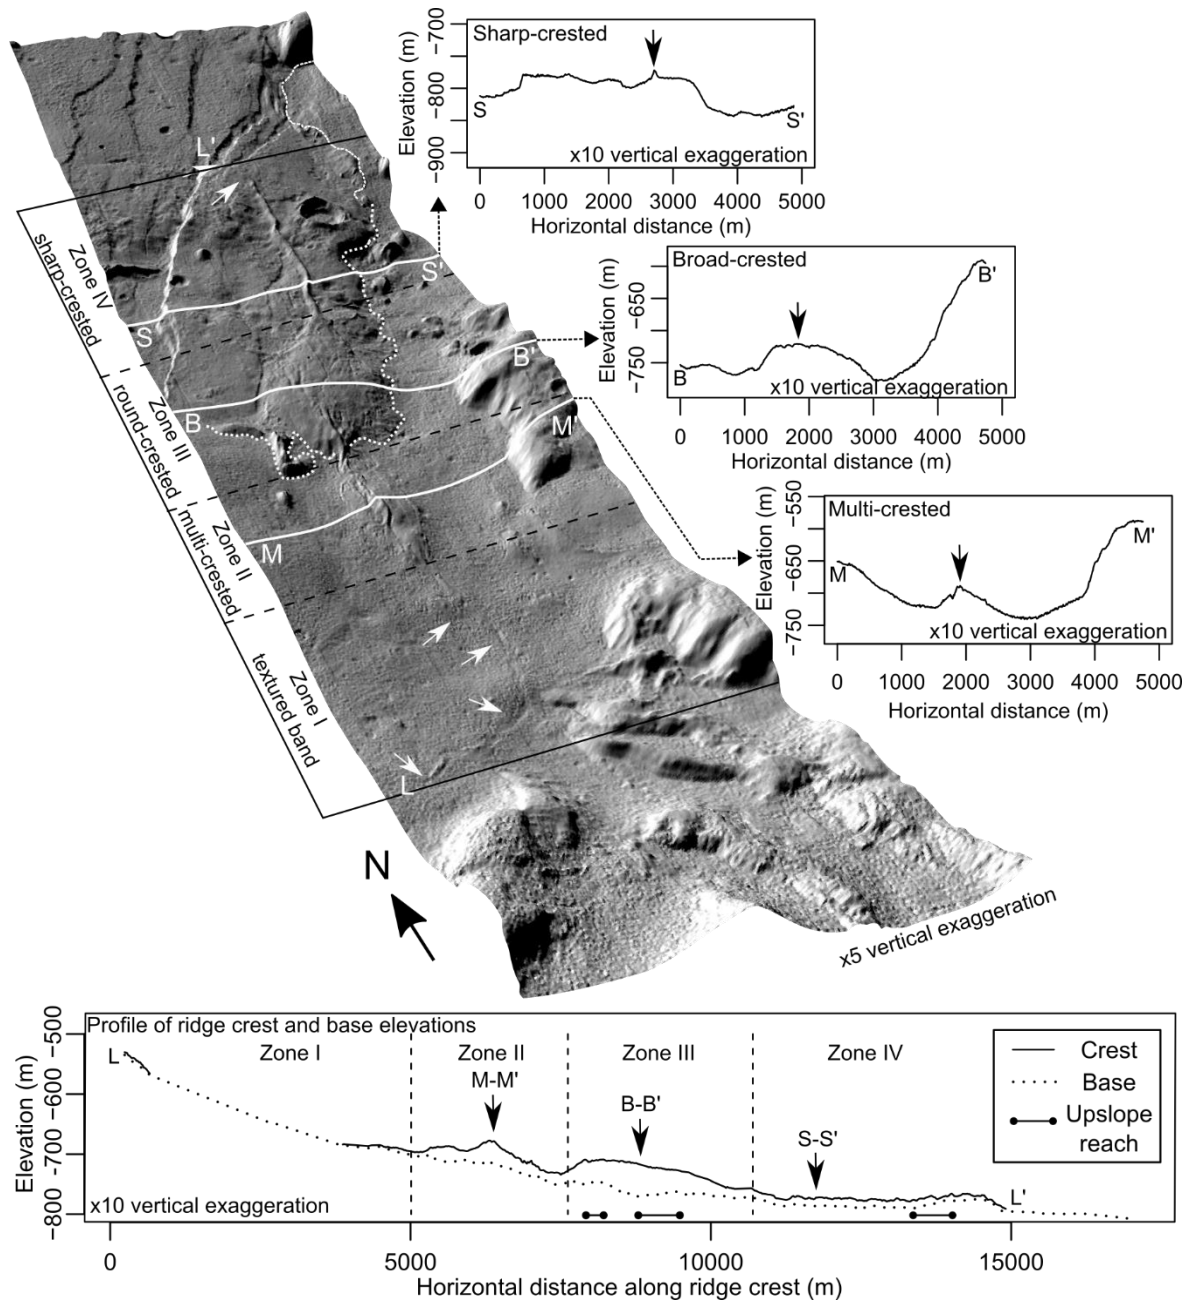 -700
-800
-900
Elevation (m)
Sharp-crested
S
S'
x10 vertical exaggeration
0 1000 2000 3000 4000 5000
Horizontal distance (m)
-650
-750
Elevation (m)
Broad-crested
B
B'
x10 vertical exaggeration
0 1000 2000 3000 4000 5000
Horizontal distance (m)
-550
-650
-750
Elevation (m)
Multi-crested
M
M'
x10 vertical exaggeration
0 1000 2000 3000 4000 5000
Horizontal distance (m)
L'
S'
S
B'
B
M'
M
L
Zone IV
sharp-crested
Zone III
round-crested
Zone II
multi-crested
Zone I
textured band
N
x5 vertical exaggeration
Profile of ridge crest and base elevations
-500
-600
-700
-800
Elevation (m)
L
Zone I
Zone II
Zone III
Zone IV
M-M'
B-B'
S-S'
L'
Crest
Base
Upslope
reach
x10 vertical exaggeration
0 5000 10000 15000
Horizontal distance along ridge crest (m)